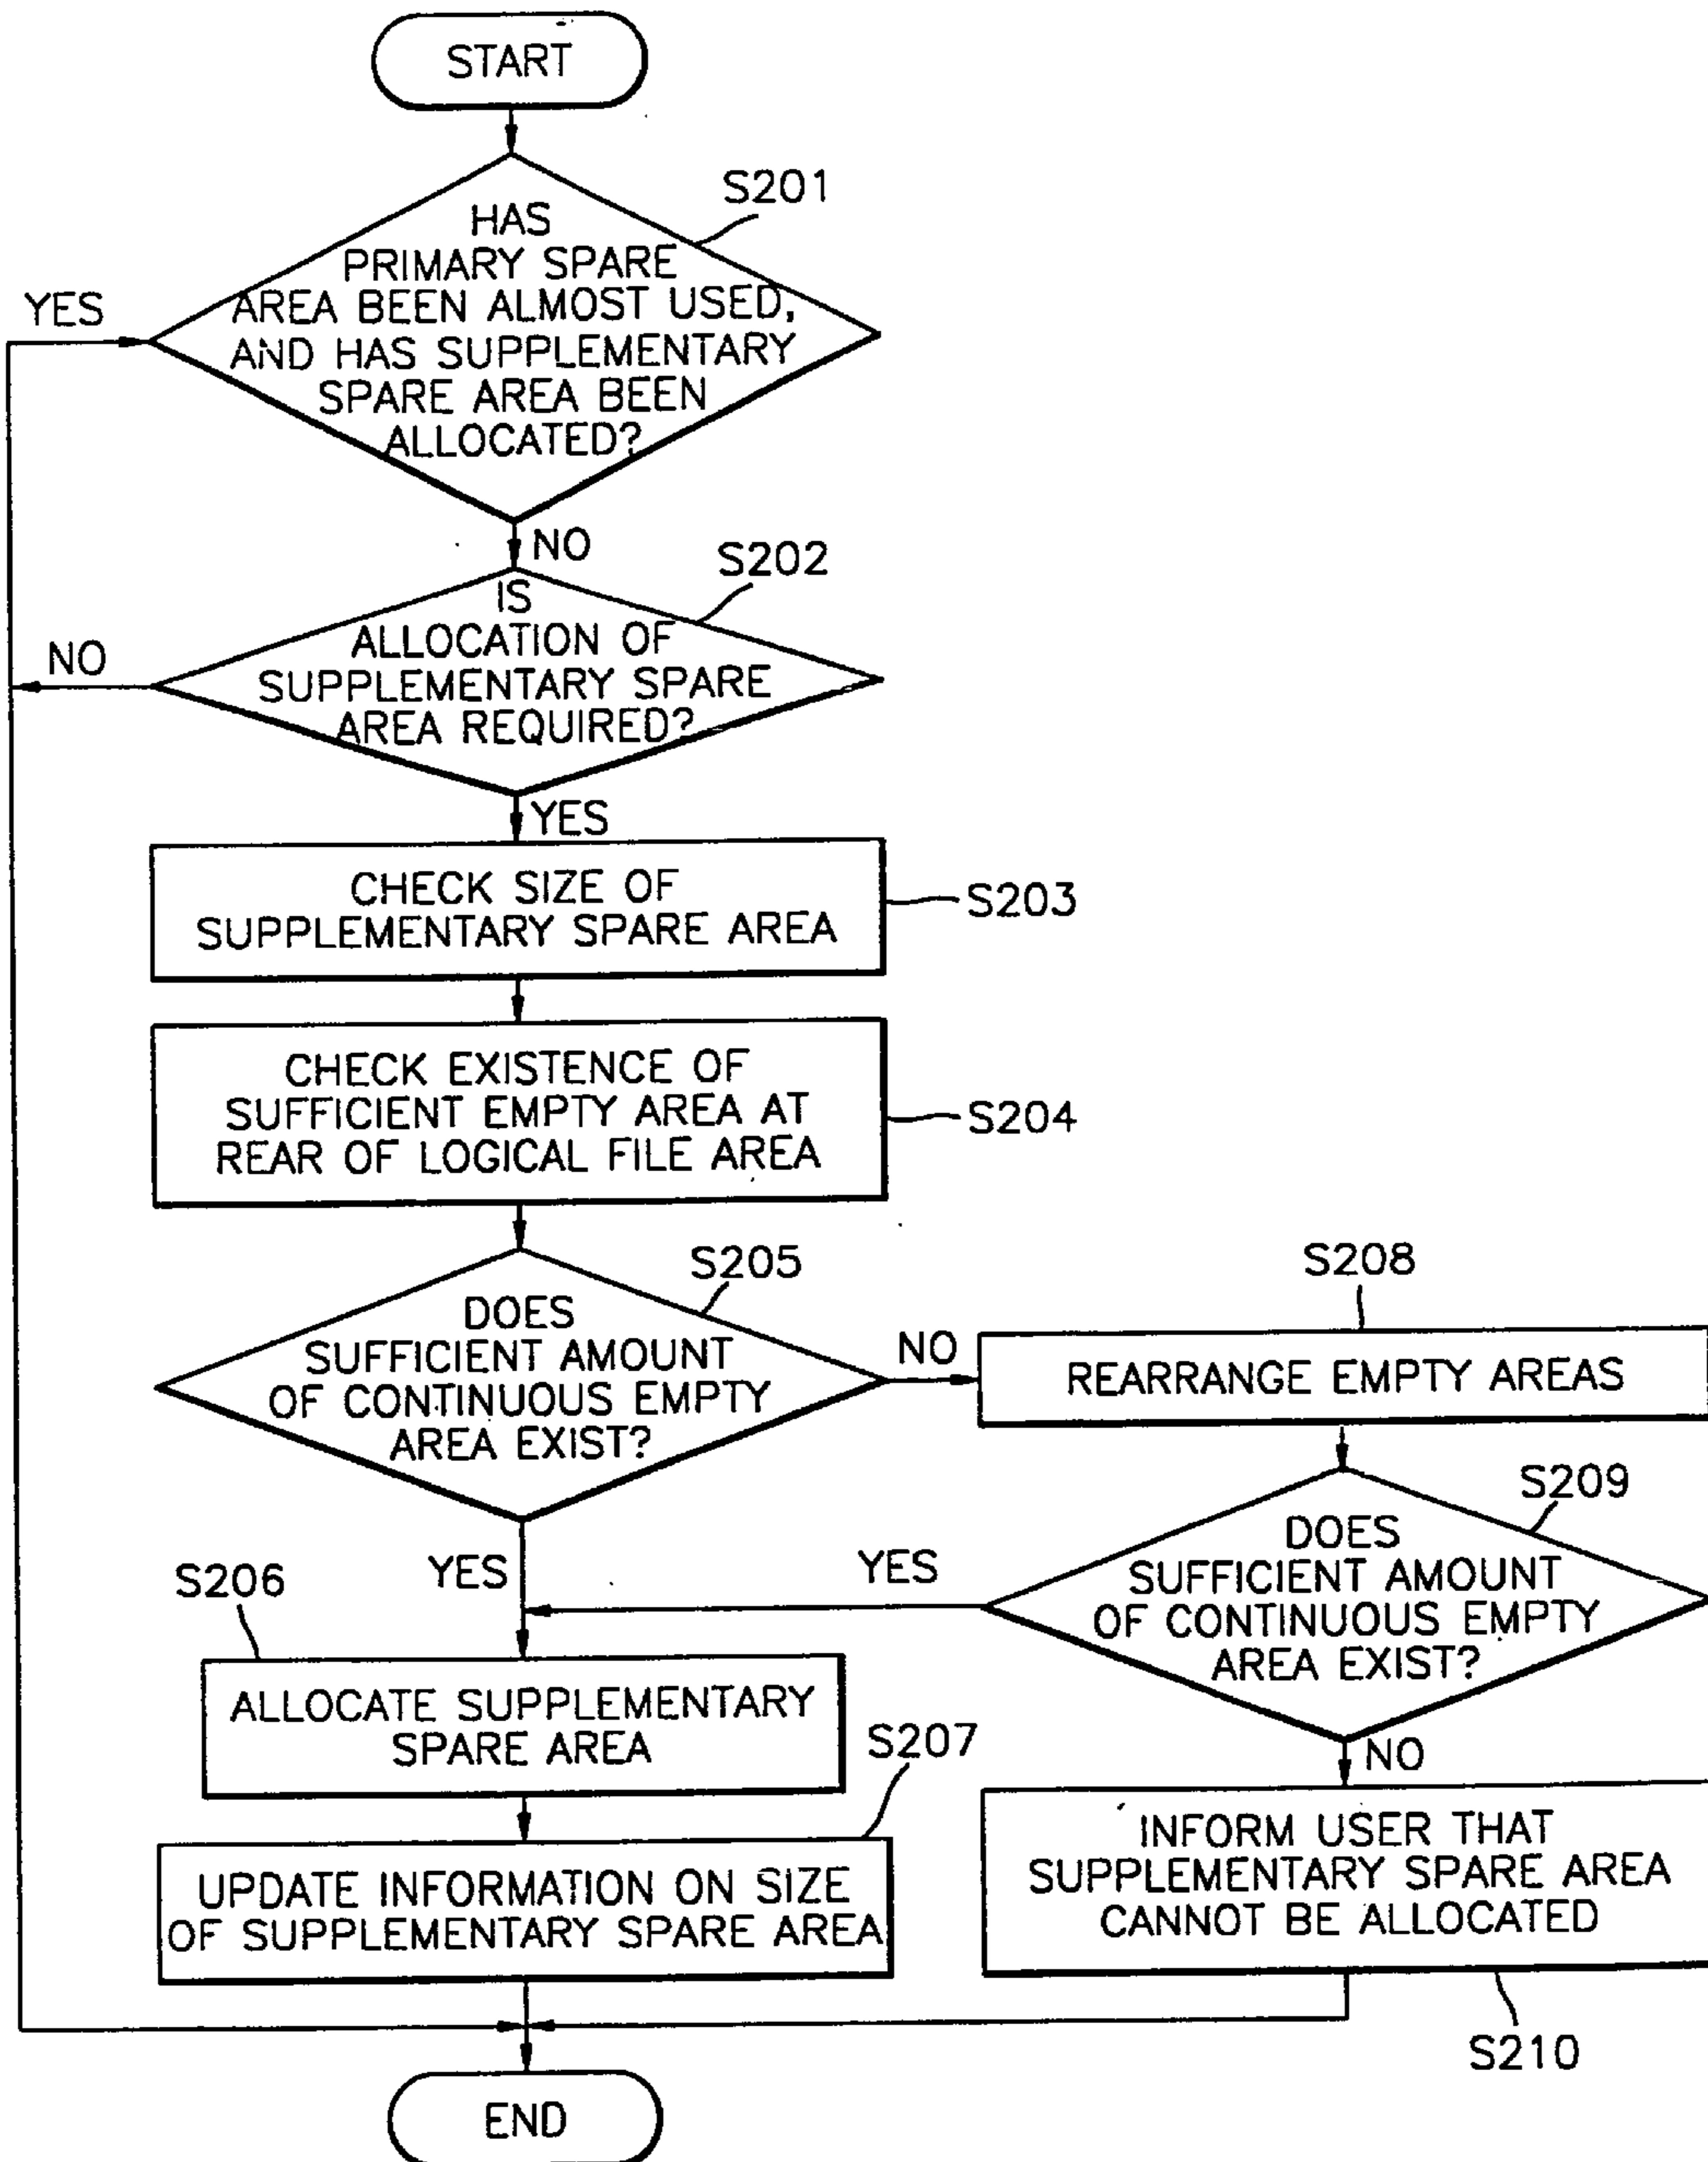 START
S201
HAS
PRIMARY SPARE
AREA BEEN ALMOST USED,
AND HAS SUPPLEMENTARY
SPARE AREA BEEN
ALLOCATED?
YES
NO
S202
IS
ALLOCATION OF
SUPPLEMENTARY SPARE
AREA REQUIRED?
NO
YES
CHECK SIZE OF
SUPPLEMENTARY SPARE AREA
S203
CHECK EXISTENCE OF
SUFFICIENT EMPTY AREA AT
REAR OF LOGICAL FILE AREA
S204
S205
DOES
SUFFICIENT AMOUNT
OF CONTINUOUS EMPTY
AREA EXIST?
NO
S208
REARRANGE EMPTY AREAS
S209
DOES
SUFFICIENT AMOUNT
OF CONTINUOUS EMPTY
AREA EXIST?
YES
YES
S206
ALLOCATE SUPPLEMENTARY
SPARE AREA
S207
UPDATE INFORMATION ON SIZE
OF SUPPLEMENTARY SPARE AREA
NO
INFORM USER THAT
SUPPLEMENTARY SPARE AREA
CANNOT BE ALLOCATED
S210
END